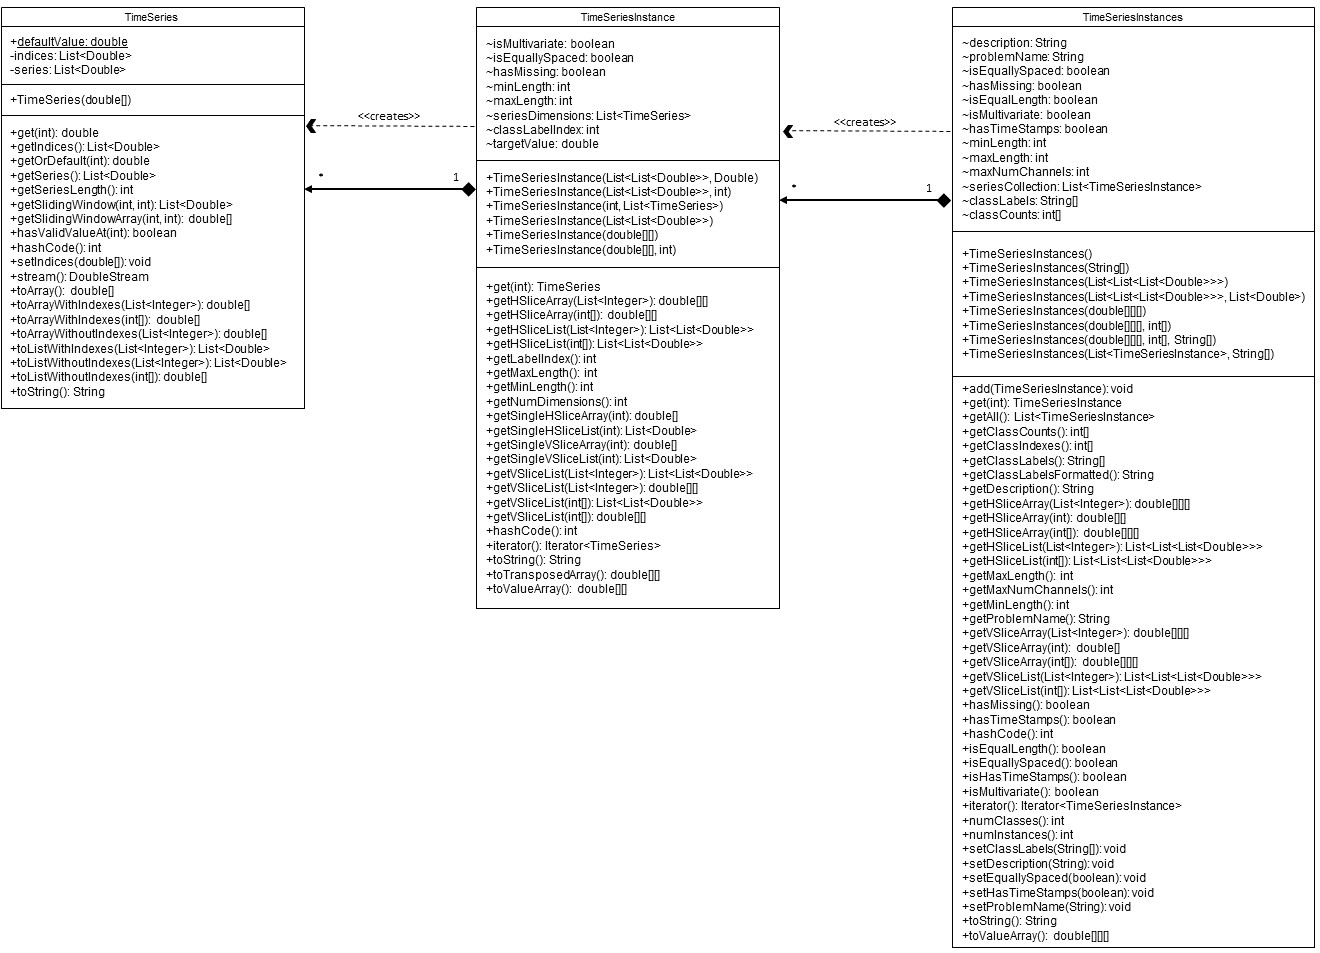 TimeSeries
+defaultValue: double
-indices: List<Double>
-series: List<Double>
+TimeSeries(double[])
+get(int): double
+getIndices(): List<Double>
+getOrDefault(int): double
+getSeries(): List<Double>
+getSeriesLength(): int
+getSlidingWindow(int, int): List<Double>
+getSlidingWindowArray(int, int): double[]
+hasValidValueAt(int): boolean
+hashCode(): int
+setIndices(double[]): void
+stream(): DoubleStream
+toArray(): double[]
+toArrayWithIndexes(List<Integer>): double[]
+toArrayWithIndexes(int[]): double[]
+toArrayWithoutIndexes(List<Integer>): double[]
+toListWithIndexes(List<Integer>): List<Double>
+toListWithoutIndexes(List<Integer>): List<Double>
+toListWithoutIndexes(int[]): double[]
+toString(): String
<<creates>>
*
1
TimeSeriesInstance
~isMultivariate: boolean
~isEquallySpaced: boolean
~hasMissing: boolean
~minLength: int
~maxLength: int
~seriesDimensions: List<TimeSeries>
~classLabelIndex: int
~targetValue: double
+TimeSeriesInstance(List<List<Double>>, Double)
+TimeSeriesInstance(List<List<Double>>, int)
+TimeSeriesInstance(int, List<TimeSeries>)
+TimeSeriesInstance(List<List<Double>>)
+TimeSeriesInstance(double[][])
+TimeSeriesInstance(double[][], int)
+get(int): TimeSeries
+getHSliceArray(List<Integer>): double[][]
+getHSliceArray(int[]): double[][]
+getHSliceList(List<Integer>): List<List<Double>>
+getHSliceList(int[]): List<List<Double>>
+getLabelIndex(): int
+getMaxLength(): int
+getMinLength(): int
+getNumDimensions(): int
+getSingleHSliceArray(int): double[]
+getSingleHSliceList(int): List<Double>
+getSingleVSliceArray(int): double[]
+getSingleVSliceList(int): List<Double>
+getVSliceList(List<Integer>): List<List<Double>>
+getVSliceList(List<Integer>): double[][]
+getVSliceList(int[]): List<List<Double>>
+getVSliceList(int[]): double[][]
+hashCode(): int
+iterator(): Iterator<TimeSeries>
+toString(): String
+toTransposedArray(): double[][]
+toValueArray(): double[][]
<<creates>>
*
1
TimeSeriesInstances
~description: String
~problemName: String
~isEquallySpaced: boolean
~hasMissing: boolean
~isEqualLength: boolean
~isMultivariate: boolean
~hasTimeStamps: boolean
~minLength: int
~maxLength: int
~maxNumChannels: int
~seriesCollection: List<TimeSeriesInstance>
~classLabels: String[]
~classCounts: int[]
+TimeSeriesInstances()
+TimeSeriesInstances(String[])
+TimeSeriesInstances(List<List<List<Double>>>)
+TimeSeriesInstances(List<List<List<Double>>>, List<Double>)
+TimeSeriesInstances(double[][][])
+TimeSeriesInstances(double[][][], int[])
+TimeSeriesInstances(double[][][], int[], String[])
+TimeSeriesInstances(List<TimeSeriesInstance>, String[])
+add(TimeSeriesInstance): void
+get(int): TimeSeriesInstance
+getAll(): List<TimeSeriesInstance>
+getClassCounts(): int[]
+getClassIndexes(): int[]
+getClassLabels(): String[]
+getClassLabelsFormatted(): String
+getDescription(): String
+getHSliceArray(List<Integer>): double[][][]
+getHSliceArray(int): double[][]
+getHSliceArray(int[]): double[][][]
+getHSliceList(List<Integer>): List<List<List<Double>>>
+getHSliceList(int[]): List<List<List<Double>>>
+getMaxLength(): int
+getMaxNumChannels(): int
+getMinLength(): int
+getProblemName(): String
+getVSliceArray(List<Integer>): double[][][]
+getVSliceArray(int): double[]
+getVSliceArray(int[]): double[][][]
+getVSliceList(List<Integer>): List<List<List<Double>>>
+getVSliceList(int[]): List<List<List<Double>>>
+hasMissing(): boolean
+hasTimeStamps(): boolean
+hashCode(): int
+isEqualLength(): boolean
+isEquallySpaced(): boolean
+isHasTimeStamps(): boolean
+isMultivariate(): boolean
+iterator(): Iterator<TimeSeriesInstance>
+numClasses(): int
+numInstances(): int
+setClassLabels(String[]): void
+setDescription(String): void
+setEquallySpaced(boolean): void
+setHasTimeStamps(boolean): void
+setProblemName(String): void
+toString(): String
+toValueArray(): double[][][]